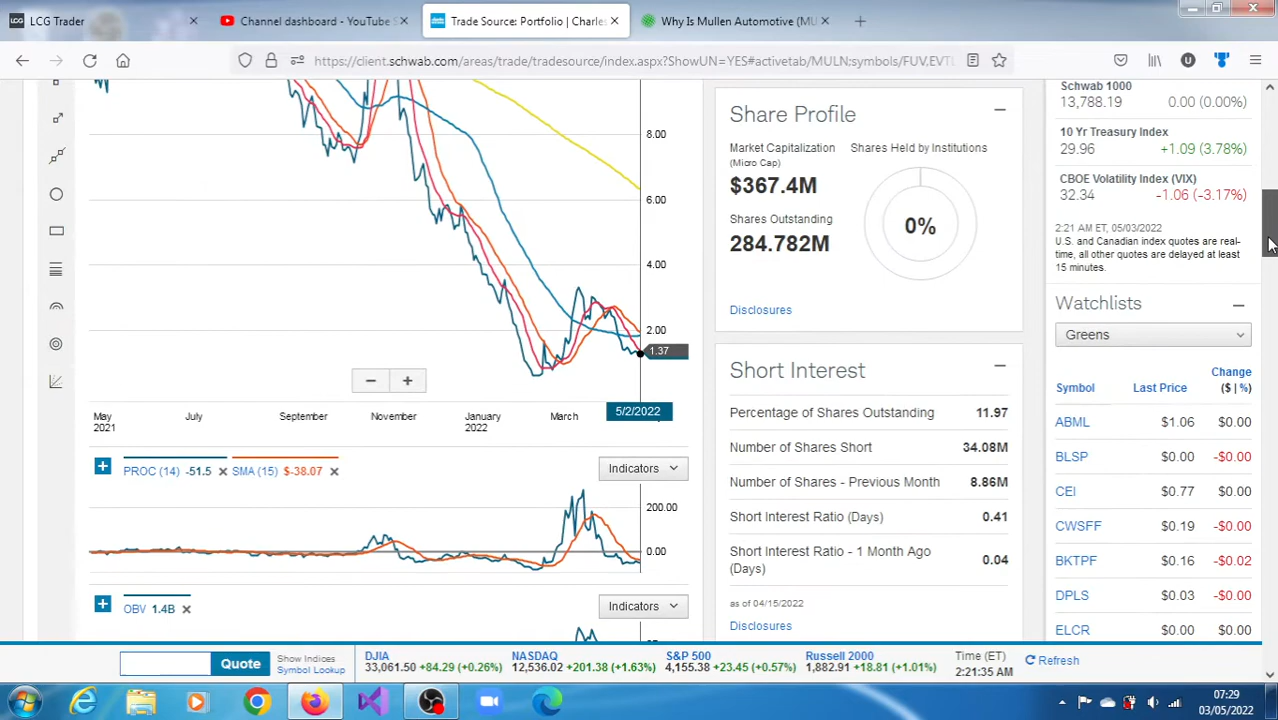 LCG Trader
Channel dashboard - YouTube S
Trade Source: Portfolio | Charles
Why Is Mullen Automotive (MU
https://client.schwab.com/areas/trade/tradesource/index.aspx?ShowUN=YES#activetab/MULN:symbols/FUV,EVTL
8.00
6.00
4.00
2.00
1.37
May
2021
July
September
November
January
2022
March
5/2/2022
PROC (14) -51.5
SMA (15) $-38.07
Indicators
200.00
0.00
OBV 1.4B
Indicators
Share Profile
Market Capitalization
(Micro Cap)
$367.4M
Shares Outstanding
284.782M
Shares Held by Institutions
0%
Disclosures
Short Interest
Percentage of Shares Outstanding 11.97
Number of Shares Short 34.08M
Number of Shares - Previous Month 8.86M
Short Interest Ratio (Days) 0.41
Short Interest Ratio - 1 Month Ago
(Days) 0.04
as of 04/15/2022
Disclosures
Schwab 1000
13,788.19 0.00 (0.00%)
10 Yr Treasury Index
29.96 +1.09 (3.78%)
CBOE Volatility Index (VIX)
32.34 -1.06 (-3.17%)
2:21 AM ET, 05/03/2022
U.S. and Canadian index quotes are real-
time, all other quotes are delayed at least
15 minutes.
Watchlists
Greens
Symbol Last Price Change
($ | %)
ABML $1.06 $0.00
BLSP $0.00 -$0.00
CEI $0.77 $0.00
CWSFF $0.19 -$0.00
BKTPF $0.16 -$0.02
DPLS $0.03 -$0.00
ELCR $0.00 $0.00
Quote
Show Indices
Symbol Lookup
DJIA
33,061.50 +84.29 (+0.26%)
NASDAQ
12,536.02 +201.38 (+1.63%)
S&P 500
4,155.38 +23.45 (+0.57%)
Russell 2000
1,882.91 +18.81 (+1.01%)
Time (ET)
2:21:35 AM
Refresh
07:29
03/05/2022